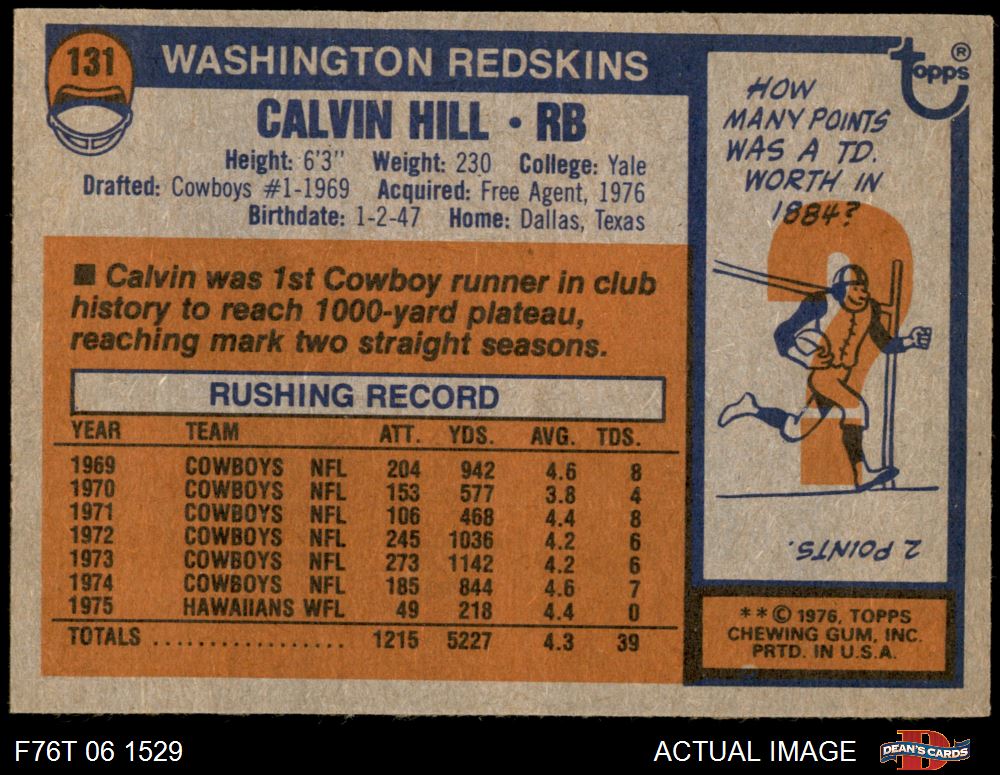 131
WASHINGTON REDSKINS
CALVIN HILL • RB
Height: 6'3" Weight: 230 College: Yale
Drafted: Cowboys #1-1969 Acquired: Free Agent, 1976
Birthdate: 1-2-47 Home: Dallas, Texas
■ Calvin was 1st Cowboy runner in club
history to reach 1000-yard plateau,
reaching mark two straight seasons.
RUSHING RECORD
YEAR TEAM ATT. YDS. AVG. TDS.
1969 COWBOYS NFL 204 942 4.6 8
1970 COWBOYS NFL 153 577 3.8 4
1971 COWBOYS NFL 106 468 4.4 8
1972 COWBOYS NFL 245 1036 4.2 6
1973 COWBOYS NFL 273 1142 4.2 6
1974 COWBOYS NFL 185 844 4.6 7
1975 HAWAIIANS WFL 49 218 4.4 0
TOTALS ................. 1215 5227 4.3 39
Topps ®
HOW
MANY POINTS
WAS A TD.
WORTH IN
1884?
?
2 POINTS.
**© 1976, TOPPS
CHEWING GUM, INC.
PRTD. IN U.S.A.
F76T 06 1529
ACTUAL IMAGE
D
DEAN'S CARDS